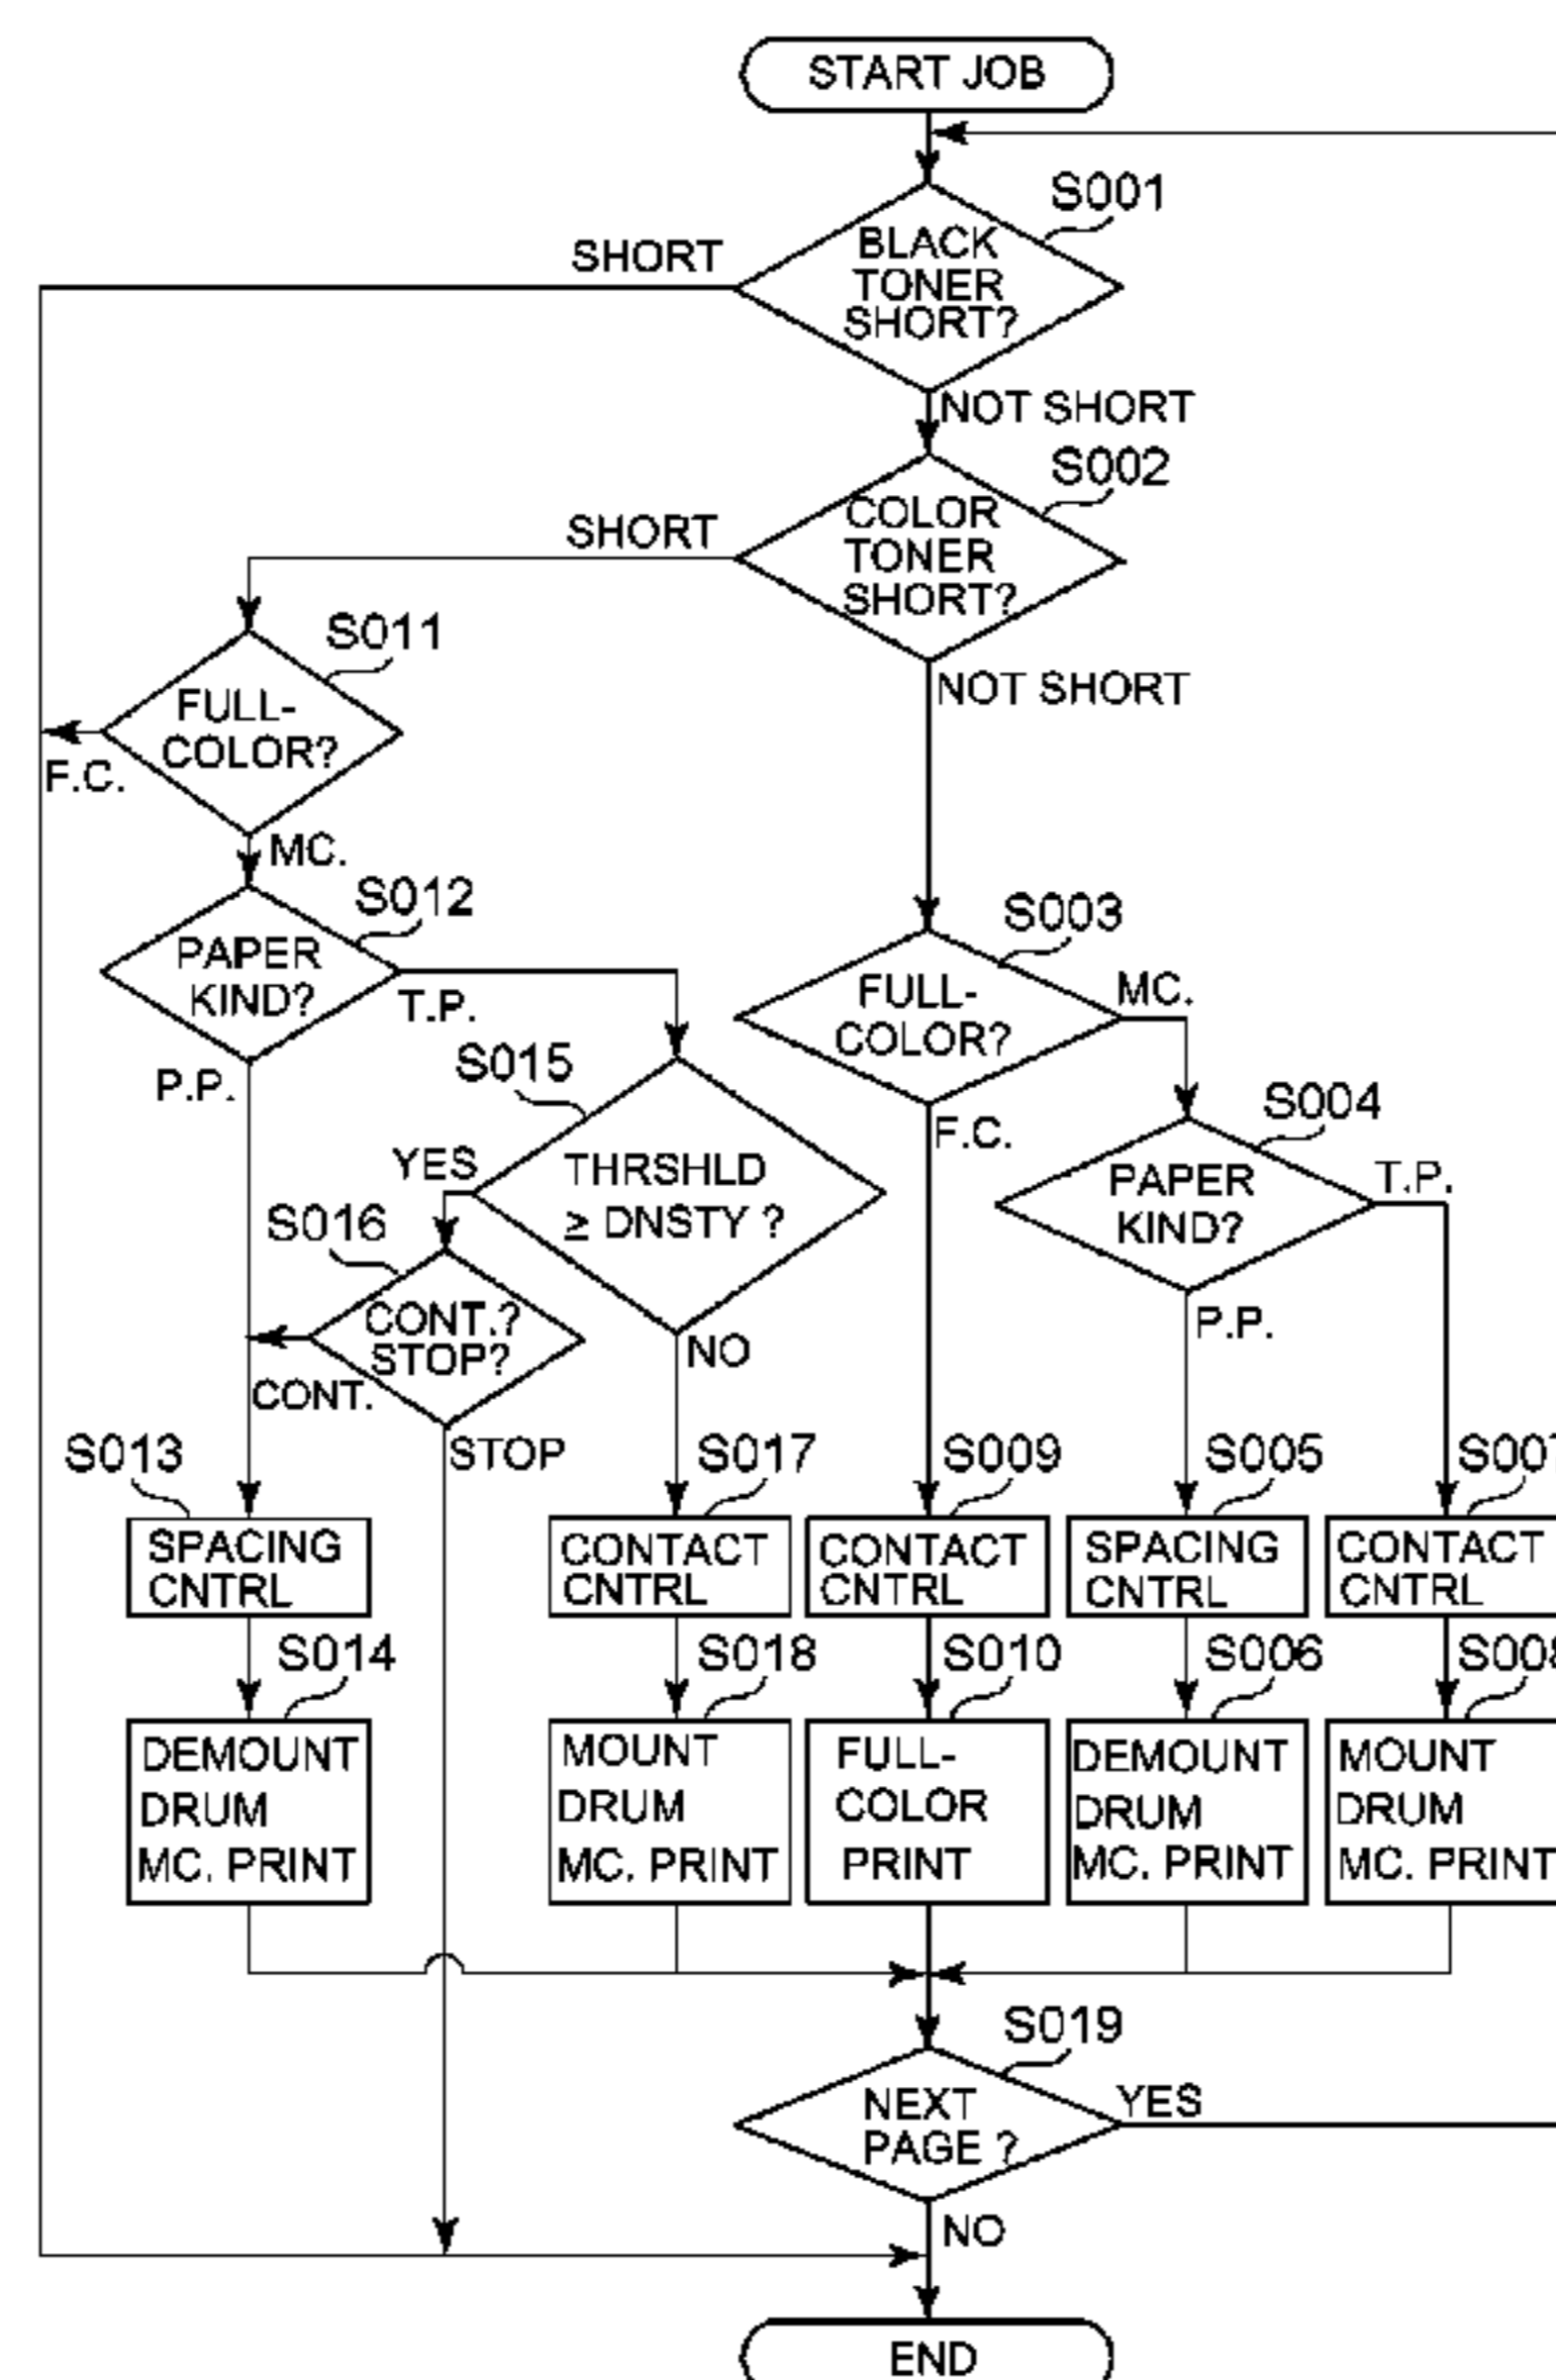 START JOB
S001
BLACK
TONER
SHORT?
SHORT
NOT SHORT
S002
COLOR
TONER
SHORT?
SHORT
NOT SHORT
S011
FULL-
COLOR?
F.C.
MC.
S012
PAPER
KIND?
T.P.
P.P.
S003
FULL-
COLOR?
MC.
F.C.
S015
THRSHLD
≥ DNSTY ?
YES
NO
S004
PAPER
KIND?
T.P.
P.P.
S016
CONT.?
STOP?
CONT.
STOP
S013
SPACING
CNTRL
S017
CONTACT
CNTRL
S009
CONTACT
CNTRL
S005
SPACING
CNTRL
S007
CONTACT
CNTRL
S014
DEMOUNT
DRUM
MC. PRINT
S018
MOUNT
DRUM
MC. PRINT
S010
FULL-
COLOR
PRINT
S006
DEMOUNT
DRUM
MC. PRINT
S008
MOUNT
DRUM
MC. PRINT
S019
NEXT
PAGE ?
YES
NO
END